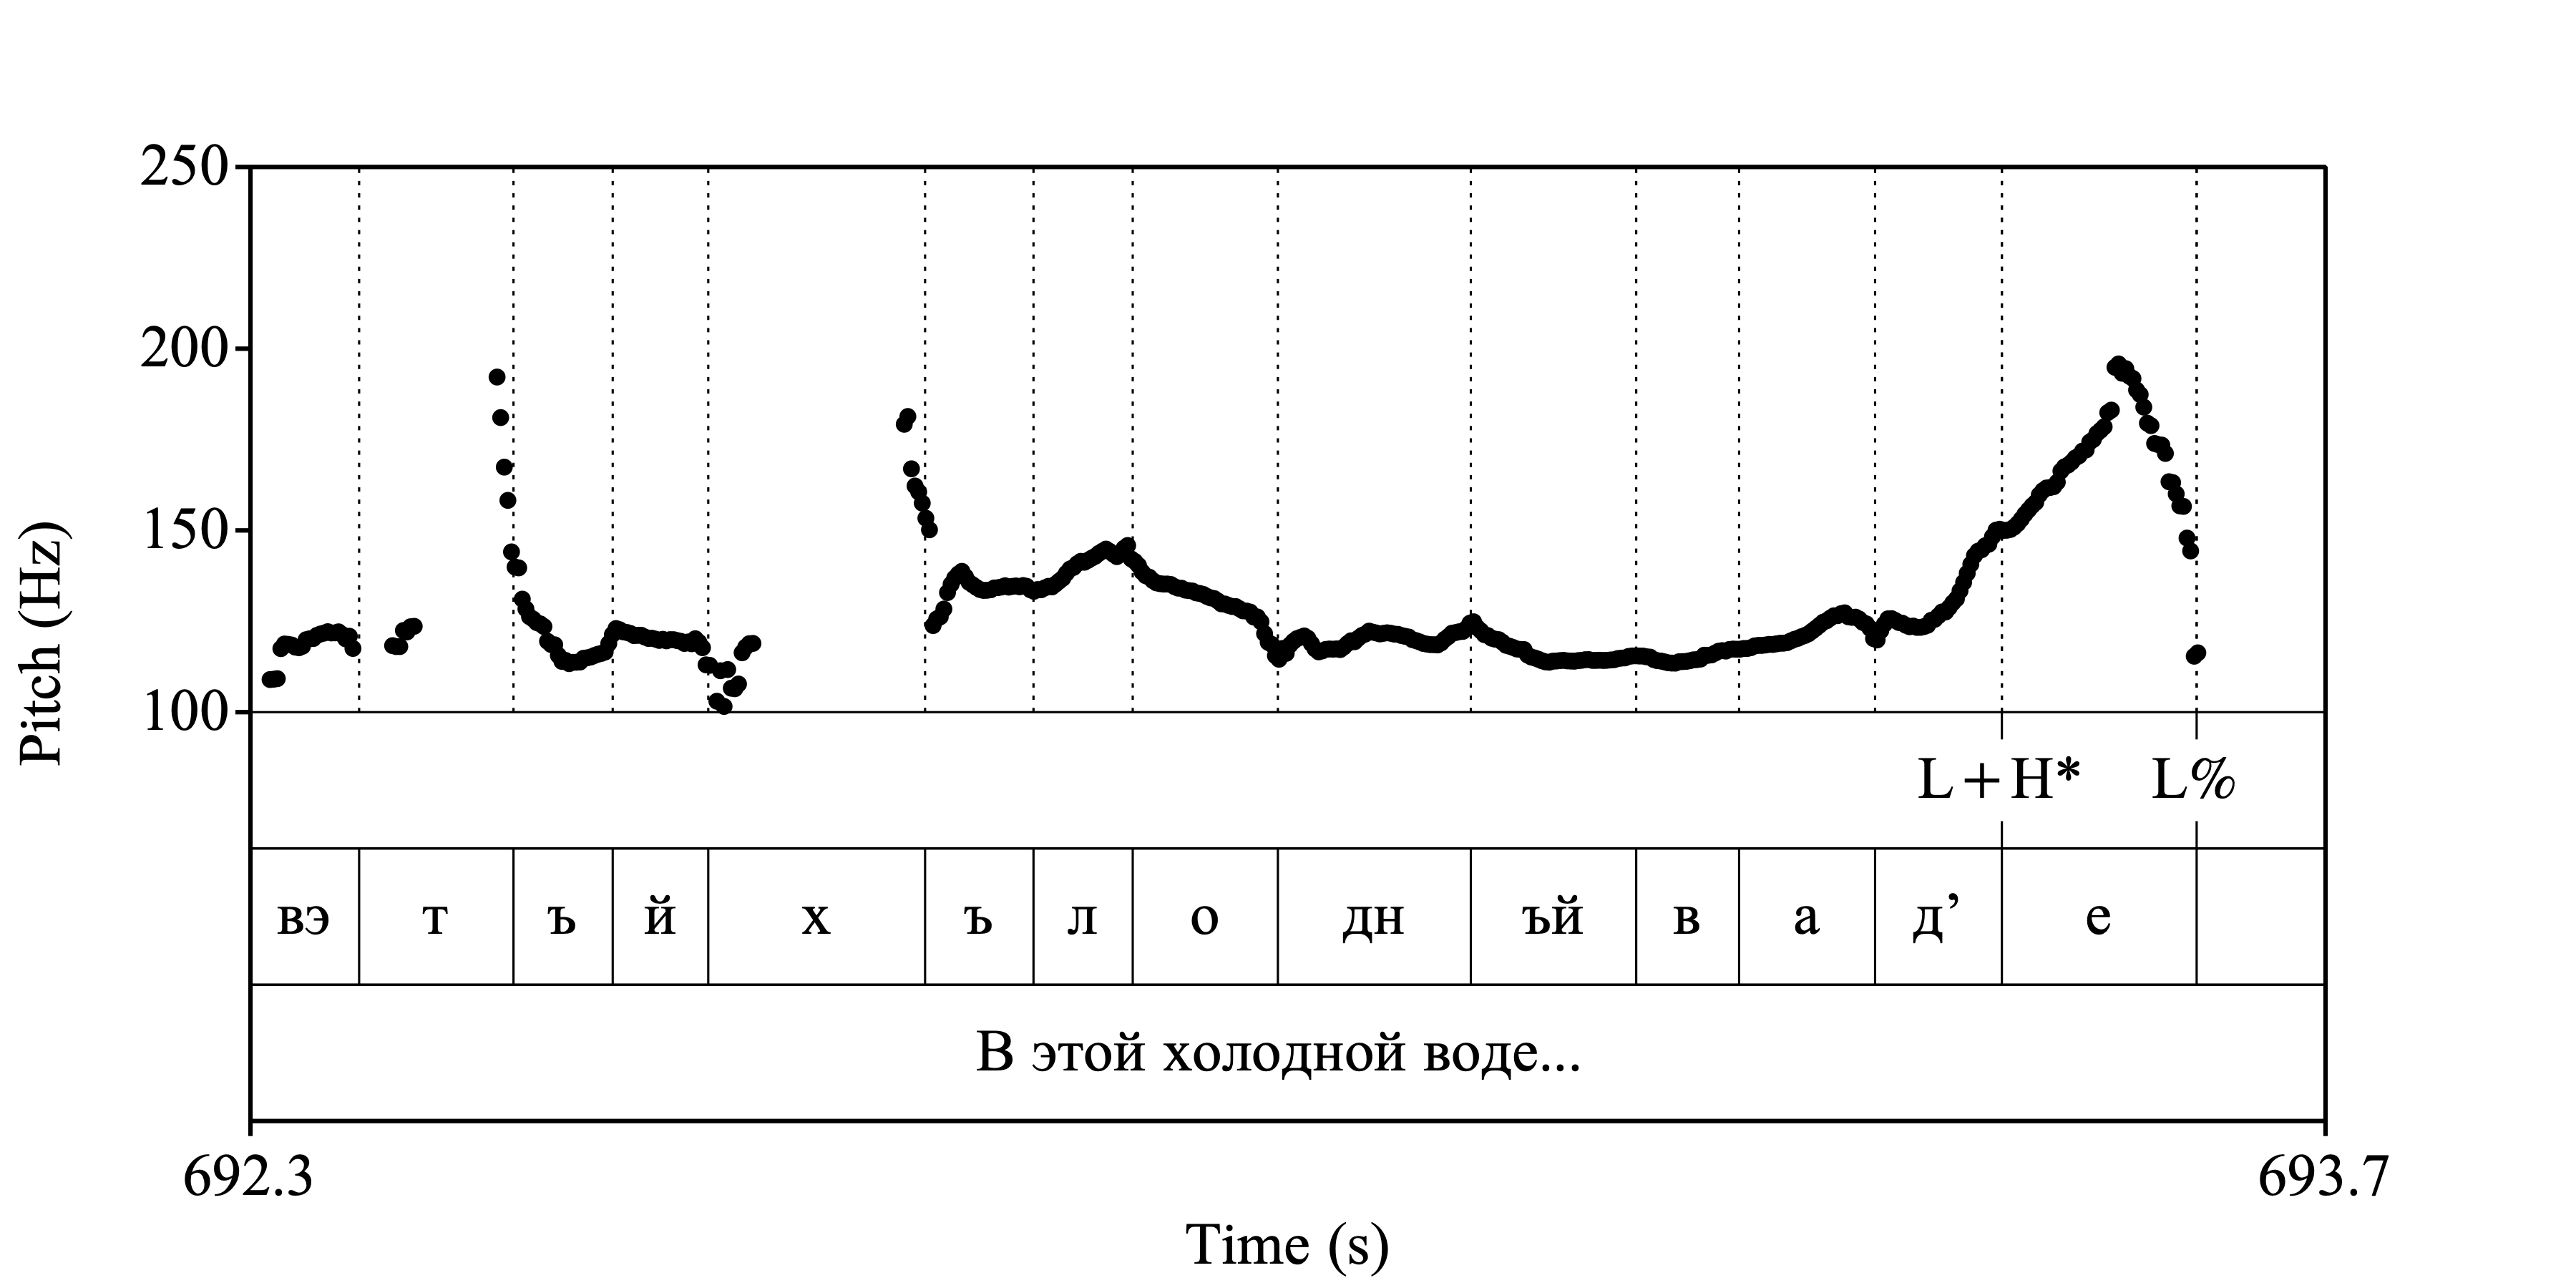 250
200
150
100
Pitch (Hz)
L+H* L%
вэ т ъ й х ъ л о дн ъй в а д’ е
В этой холодной воде...
692.3 693.7
Time (s)